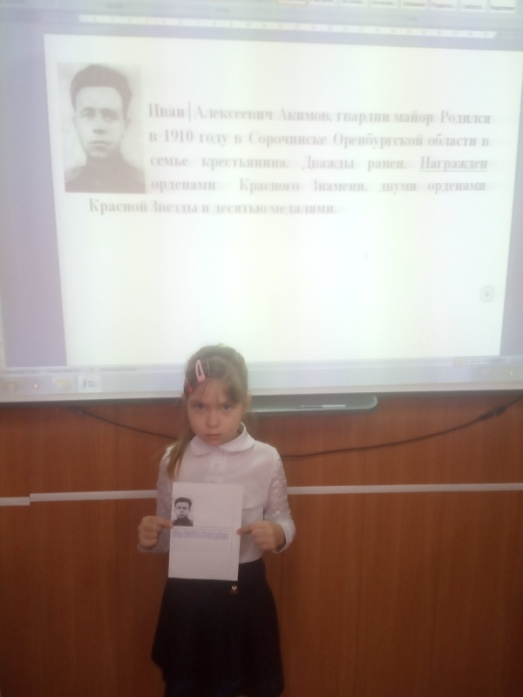 Иван Алексеевич Акимов, гвардии майор. Родился
в 1910 году в Сорочинске Оренбургской области в
семье крестьянина. Дважды ранен. Награжден
орденами Красного Знамени, двумя орденами
Красной Звезды и десятью медалями.